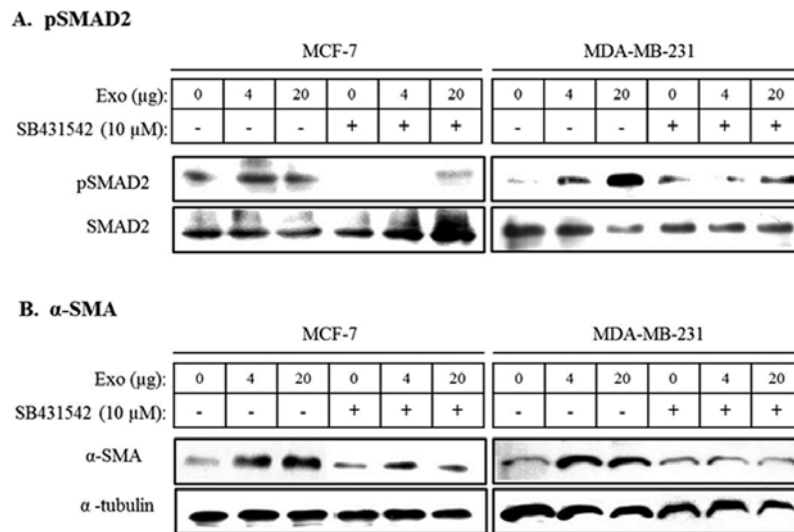 A. pSMAD2
MCF-7 MDA-MB-231
Exo (μg): 0 4 20 0 4 20 0 4 20 0 4 20
SB431542 (10 μM): - - - + + + - - - + + +
pSMAD2
SMAD2
B. α-SMA
MCF-7 MDA-MB-231
Exo (μg): 0 4 20 0 4 20 0 4 20 0 4 20
SB431542 (10 μM): - - - + + + - - - + + +
α-SMA
α -tubulin